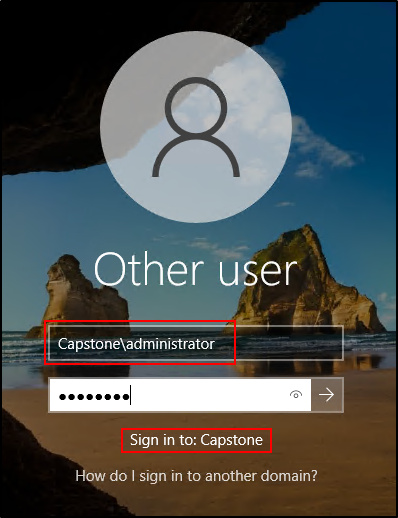 Other user
Capstone\administrator
●●●●●●●●
Sign in to: Capstone
How do I sign in to another domain?